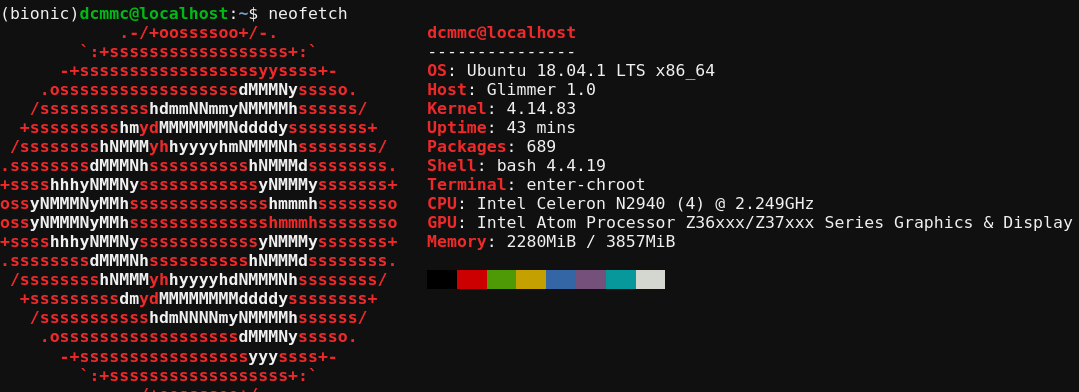 (bionic)dcmmc@localhost:~$ neofetch
             .-/+oossssoo+/-.               dcmmc@localhost
        `:+ssssssssssssssssss+:`           ---------------
      -+ssssssssssssssssssyyssss+-         OS: Ubuntu 18.04.1 LTS x86_64
    .ossssssssssssssssssdMMMNysssso.       Host: Glimmer 1.0
   /ssssssssssshdmmNNmmyNMMMMhssssss/      Kernel: 4.14.83
  +ssssssssshmydMMMMMMMNddddyssssssss+     Uptime: 43 mins
 /sssssssshNMMMyhhyyyyhmNMMMNhssssssss/    Packages: 689
.ssssssssdMMMNhsssssssssshNMMMdssssssss.   Shell: bash 4.4.19
+sssshhhyNMMNyssssssssssssyNMMMysssssss+   Terminal: enter-chroot
ossyNMMMNyMMhsssssssssssssshmmmhssssssso   CPU: Intel Celeron N2940 (4) @ 2.249GHz
ossyNMMMNyMMhsssssssssssssshmmmhssssssso   GPU: Intel Atom Processor Z36xxx/Z37xxx Series Graphics & Display
+sssshhhyNMMNyssssssssssssyNMMMysssssss+   Memory: 2280MiB / 3857MiB
.ssssssssdMMMNhsssssssssshNMMMdssssssss.
 /sssssssshNMMMyhhyyyyhdNMMMNhssssssss/
  +sssssssssdmydMMMMMMMMddddyssssssss+
   /ssssssssssshdmNNNNmyNMMMMhssssss/
    .ossssssssssssssssssdMMMNysssso.
      -+sssssssssssssssssyyyssss+-
        `:+ssssssssssssssssss+:`